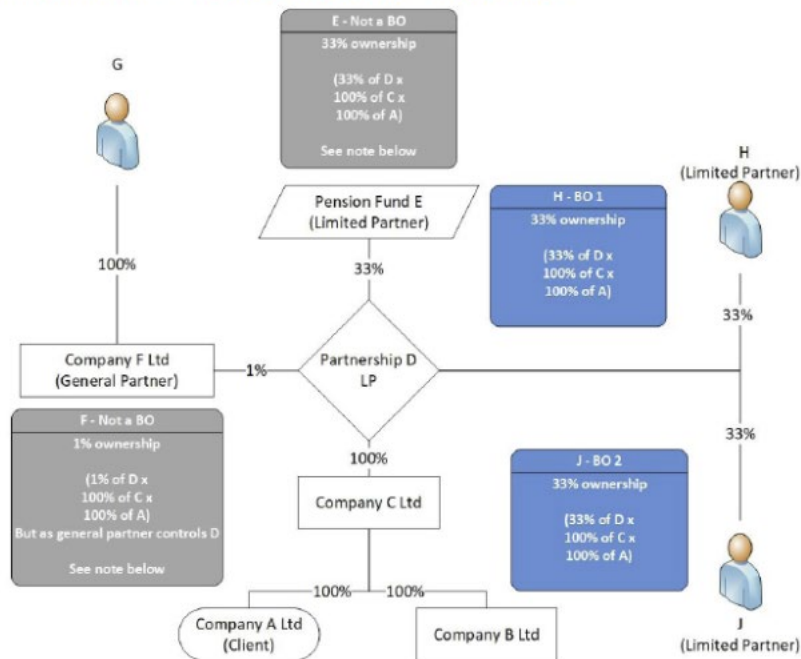 E - Not a BO
33% ownership
(33% of D x
100% of C x
100% of A)
See note below
G
H
(Limited Partner)
Pension Fund E
(Limited Partner)
H - BO 1
33% ownership
(33% of D x
100% of C x
100% of A)
100%
33%
33%
Company F Ltd
(General Partner)
1%
Partnership D
LP
F - Not a BO
1% ownership
(1% of D x
100% of C x
100% of A)
But as general partner controls D
See note below
100%
Company C Ltd
J - BO 2
33% ownership
(33% of D x
100% of C x
100% of A)
33%
100%
100%
Company A Ltd
(Client)
Company B Ltd
J
(Limited Partner)